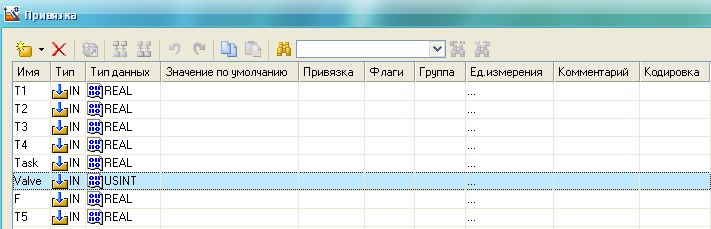 Привязка
Имя Тип Тип данных Значение по умолчанию Привязка Флаги Группа Ед.измерения Комментарий Кодировка
T1 IN REAL ...
T2 IN REAL ...
T3 IN REAL ...
T4 IN REAL ...
Task IN REAL ...
Valve IN USINT ...
F IN REAL ...
T5 IN REAL ...